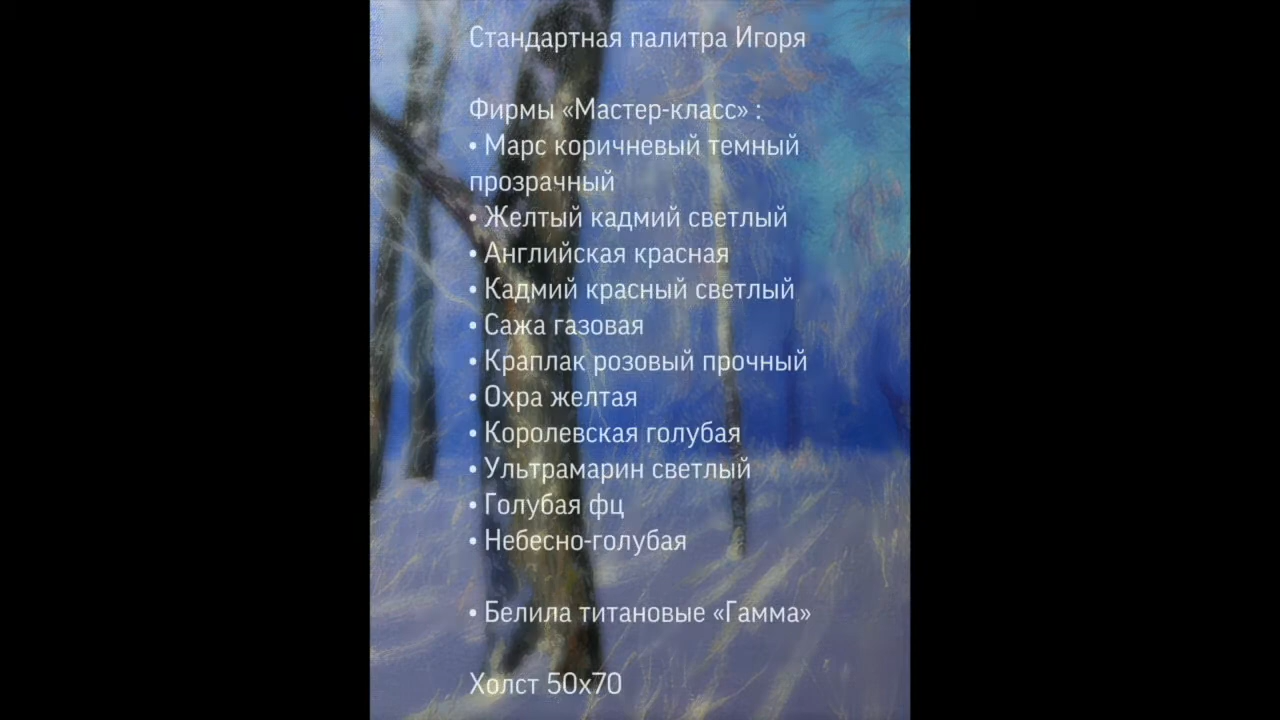 Стандартная палитра Игоря
Фирмы «Мастер-класс» :
• Марс коричневый темный
прозрачный
• Желтый кадмий светлый
• Английская красная
• Кадмий красный светлый
• Сажа газовая
• Краплак розовый прочный
• Охра желтая
• Королевская голубая
• Ультрамарин светлый
• Голубая фц
• Небесно-голубая
• Белила титановые «Гамма»
Холст 50х70